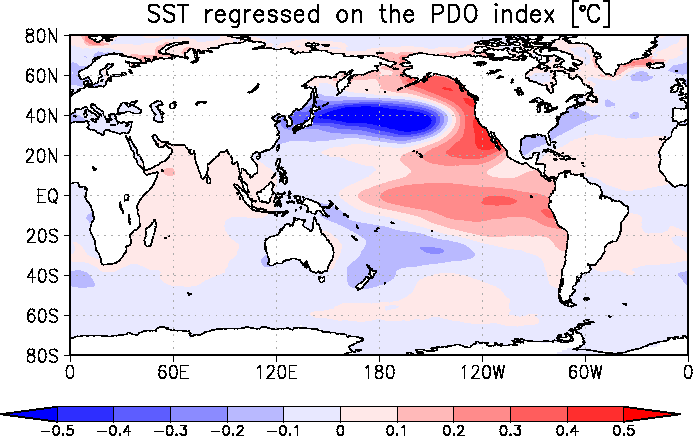 SST regressed on the PDO index [°C]
80N
60N
40N
20N
EQ
20S
40S
60S
80S
0 60E 120E 180 120W 60W 0
−0.5 −0.4 −0.3 −0.2 −0.1 0 0.1 0.2 0.3 0.4 0.5